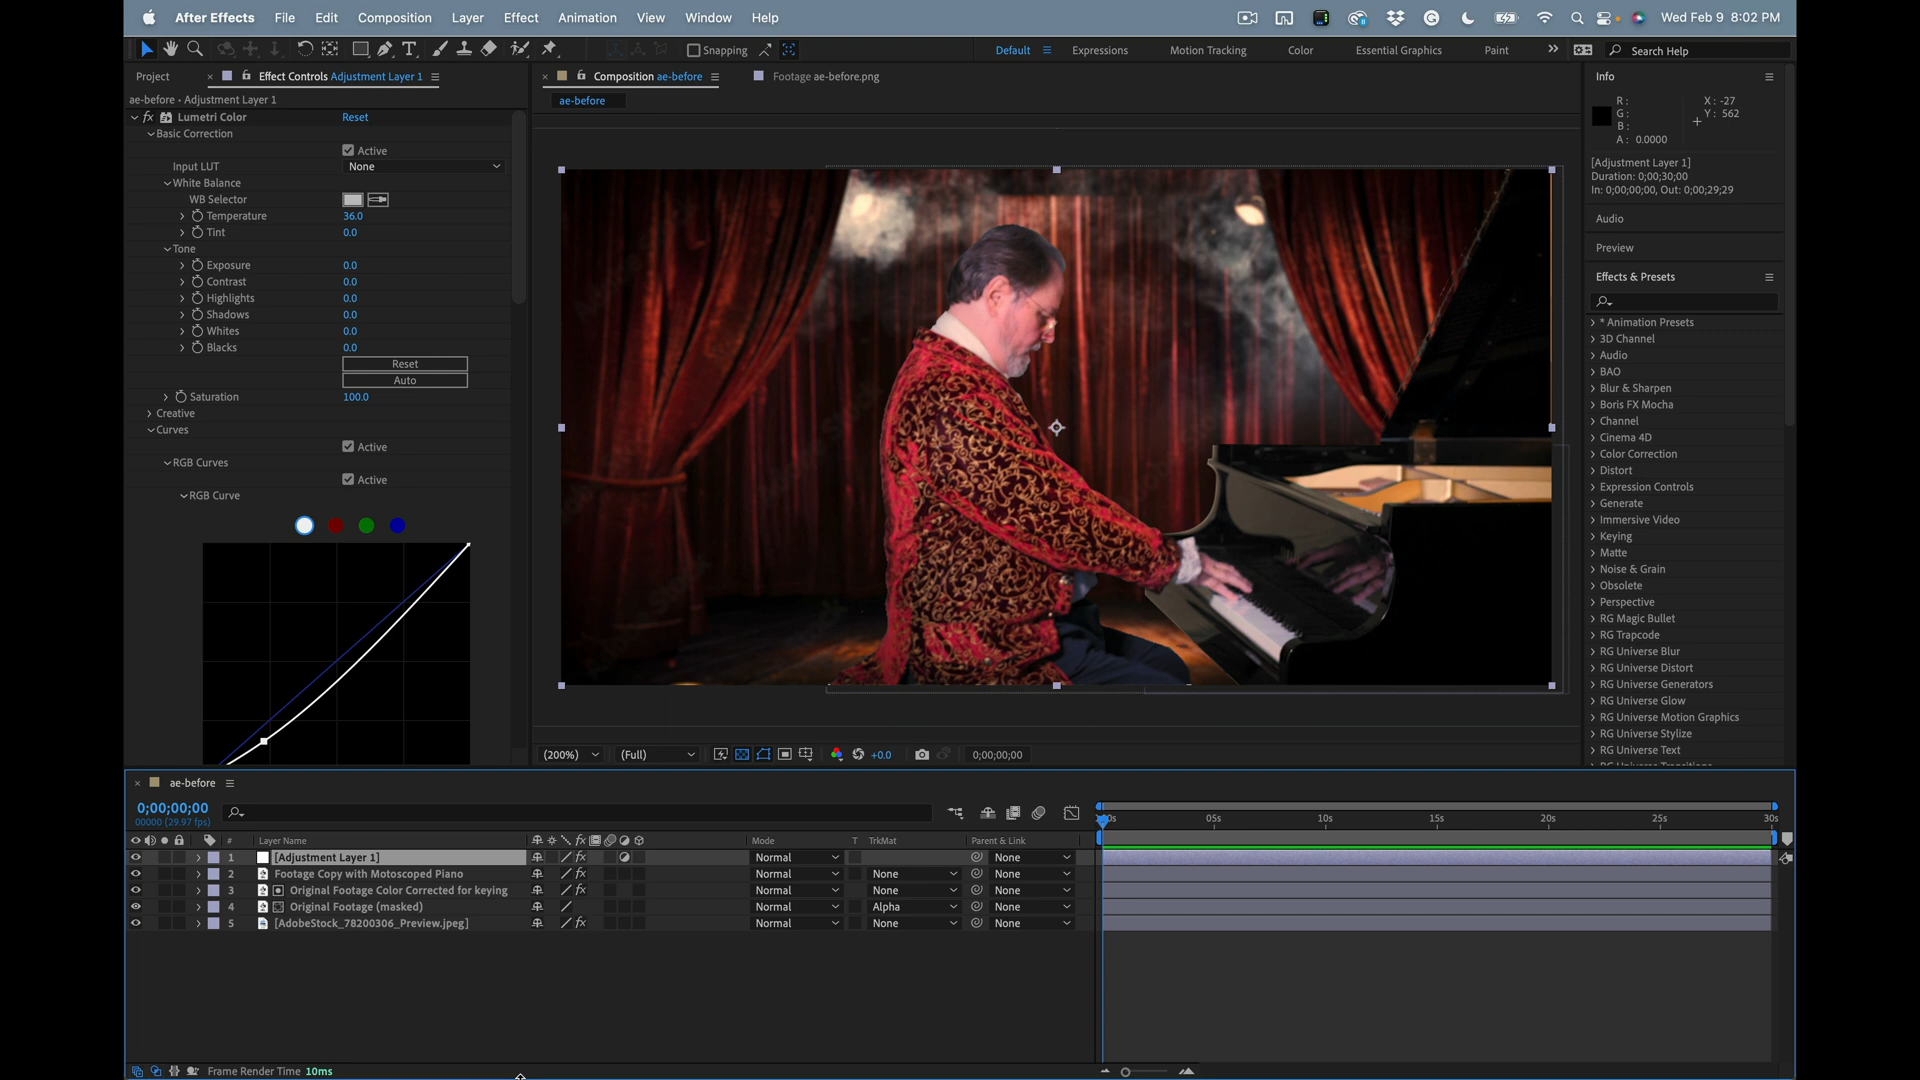 After Effects File Edit Composition Layer Effect Animation View Window Help Wed Feb 9 8:02 PM
Snapping Default Expressions Motion Tracking Color Essential Graphics Paint Search Help
Project Effect Controls Adjustment Layer 1
ae-before • Adjustment Layer 1
fx Lumetri Color Reset
Basic Correction
Active
Input LUT None
White Balance
WB Selector
Temperature 36.0
Tint 0.0
Tone
Exposure 0.0
Contrast 0.0
Highlights 0.0
Shadows 0.0
Whites 0.0
Blacks 0.0
Reset
Auto
Saturation 100.0
Creative
Curves
Active
RGB Curves
Active
RGB Curve
Composition ae-before Footage ae-before.png
ae-before
(200%) (Full) +0.0 0;00;00;00
Info
R:
G:
B:
A: 0.0000
X: -27
Y: 562
[Adjustment Layer 1]
Duration: 0;00;30;00
In: 0;00;00;00, Out: 0;00;29;29
Audio
Preview
Effects & Presets
* Animation Presets
3D Channel
Audio
BAO
Blur & Sharpen
Boris FX Mocha
Channel
Cinema 4D
Color Correction
Distort
Expression Controls
Generate
Immersive Video
Keying
Matte
Noise & Grain
Obsolete
Perspective
RG Magic Bullet
RG Trapcode
RG Universe Blur
RG Universe Distort
RG Universe Generators
RG Universe Glow
RG Universe Motion Graphics
RG Universe Stylize
RG Universe Text
RG Universe Transitions
ae-before
0;00;00;00
00000 (29.97 fps)
05s 10s 15s 20s 25s 30s
# Layer Name fx Mode T TrkMat Parent & Link
1 [Adjustment Layer 1] fx Normal None
2 Footage Copy with Motoscoped Piano fx Normal None None
3 Original Footage Color Corrected for keying fx Normal None None
4 Original Footage (masked) Normal Alpha None
5 [AdobeStock_78200306_Preview.jpeg] fx Normal None None
Frame Render Time 10ms